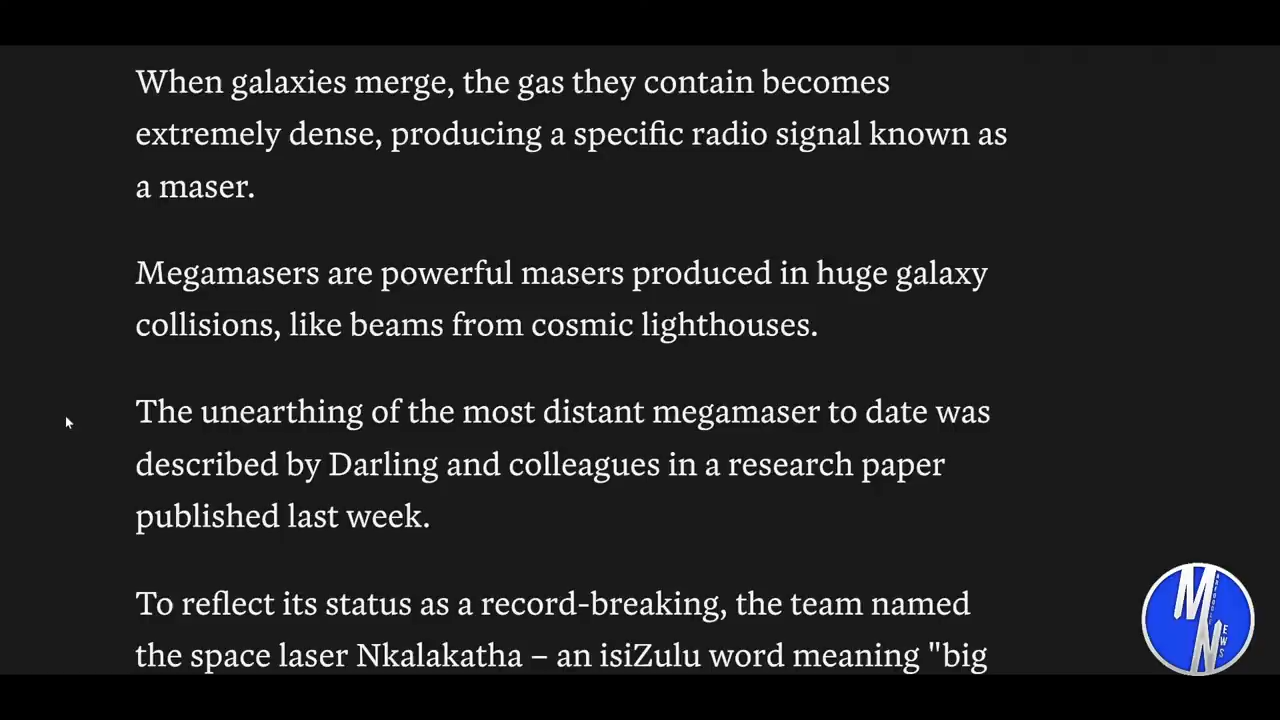 When galaxies merge, the gas they contain becomes
extremely dense, producing a specific radio signal known as
a maser.
Megamasers are powerful masers produced in huge galaxy
collisions, like beams from cosmic lighthouses.
The unearthing of the most distant megamaser to date was
described by Darling and colleagues in a research paper
published last week.
To reflect its status as a record-breaking, the team named
the space laser Nkalakatha – an isiZulu word meaning "big
M
N
EWS